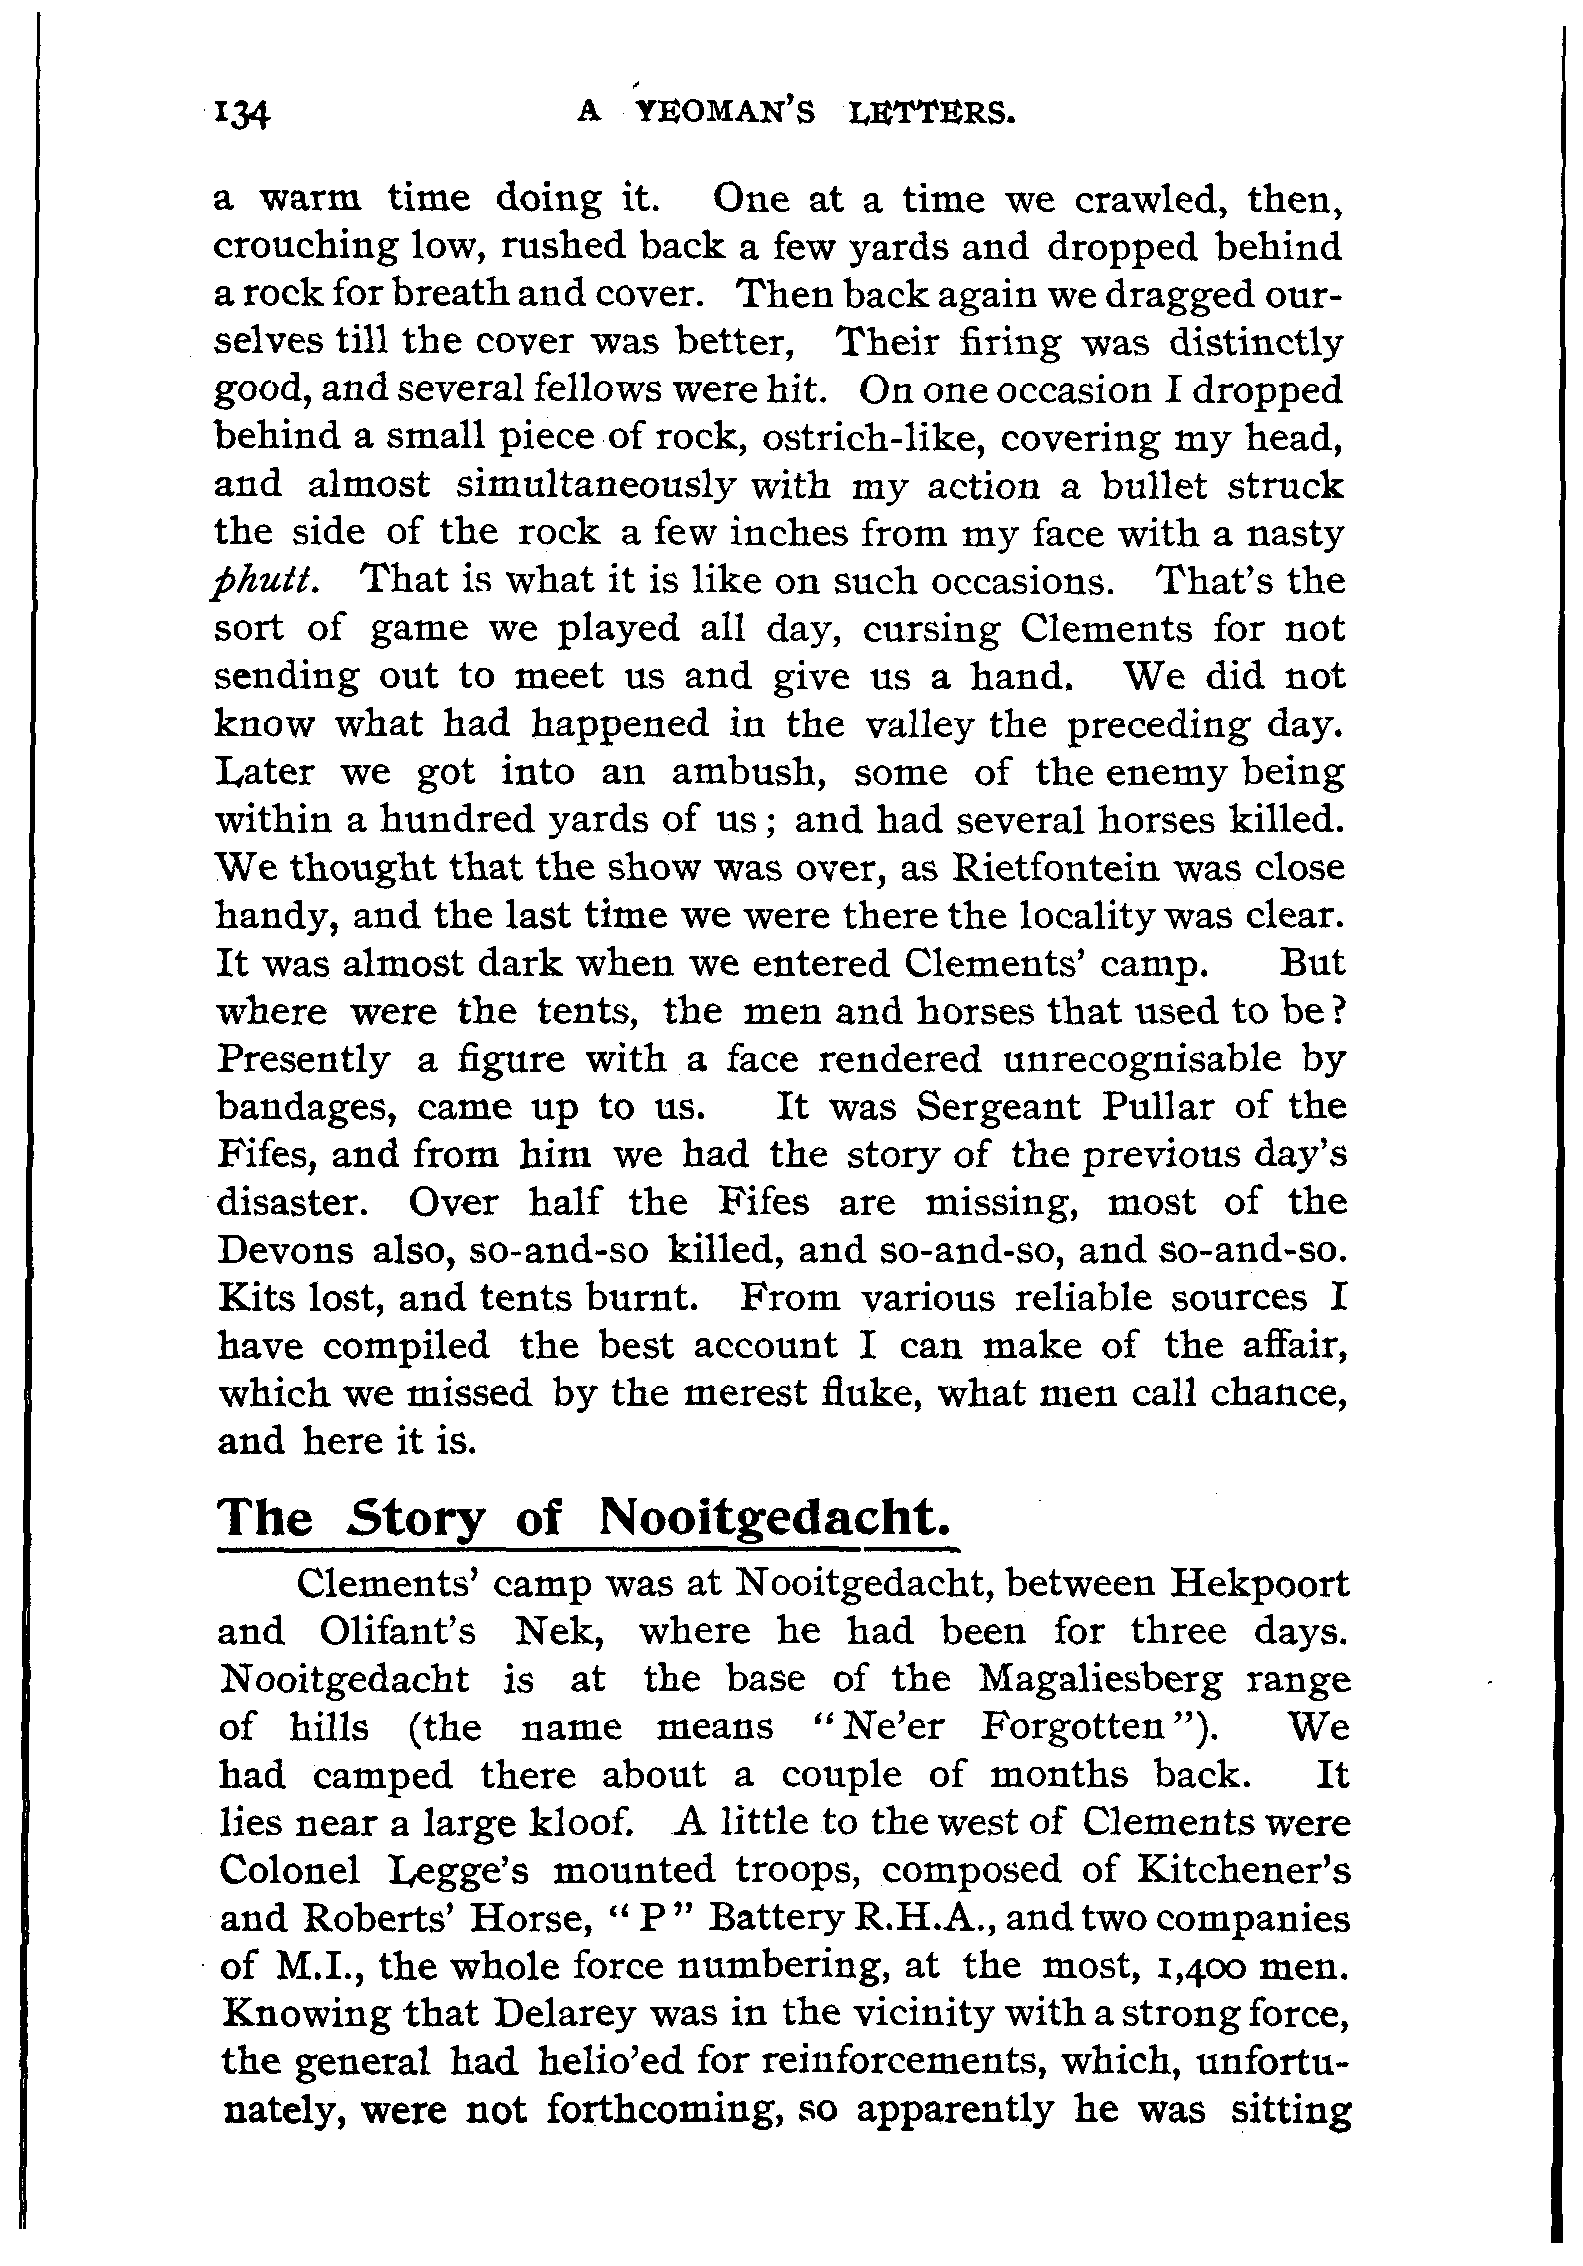 134 A YEOMAN'S LETTERS.
a warm time doing it. One at a time we crawled, then,
crouching low, rushed back a few yards and dropped behind
a rock for breath and cover. Then back again we dragged our-
selves till the cover was better, Their firing was distinctly
good, and several fellows were hit. On one occasion I dropped
behind a small piece of rock, ostrich-like, covering my head,
and almost simultaneously with my action a bullet struck
the side of the rock a few inches from my face with a nasty
phutt. That is what it is like on such occasions. That's the
sort of game we played all day, cursing Clements for not
sending out to meet us and give us a hand. We did not
know what had happened in the valley the preceding day.
Later we got into an ambush, some of the enemy being
within a hundred yards of us; and had several horses killed.
We thought that the show was over, as Rietfontein was close
handy, and the last time we were there the locality was clear.
It was almost dark when we entered Clements' camp. But
where were the tents, the men and horses that used to be?
Presently a figure with a face rendered unrecognisable by
bandages, came up to us. It was Sergeant Pullar of the
Fifes, and from him we had the story of the previous day's
disaster. Over half the Fifes are missing, most of the
Devons also, so-and-so killed, and so-and-so, and so-and-so.
Kits lost, and tents burnt. From various reliable sources I
have compiled the best account I can make of the affair,
which we missed by the merest fluke, what men call chance,
and here it is.
The Story of Nooitgedacht.
Clements' camp was at Nooitgedacht, between Hekpoort
and Olifant's Nek, where he had been for three days.
Nooitgedacht is at the base of the Magaliesberg range
of hills (the name means "Ne'er Forgotten"). We
had camped there about a couple of months back. It
lies near a large kloof. A little to the west of Clements were
Colonel Legge's mounted troops, composed of Kitchener's
and Roberts' Horse, "P" Battery R.H.A., and two companies
of M.I., the whole force numbering, at the most, 1,400 men.
Knowing that Delarey was in the vicinity with a strong force,
the general had helio'ed for reinforcements, which, unfortu-
nately, were not forthcoming, so apparently he was sitting